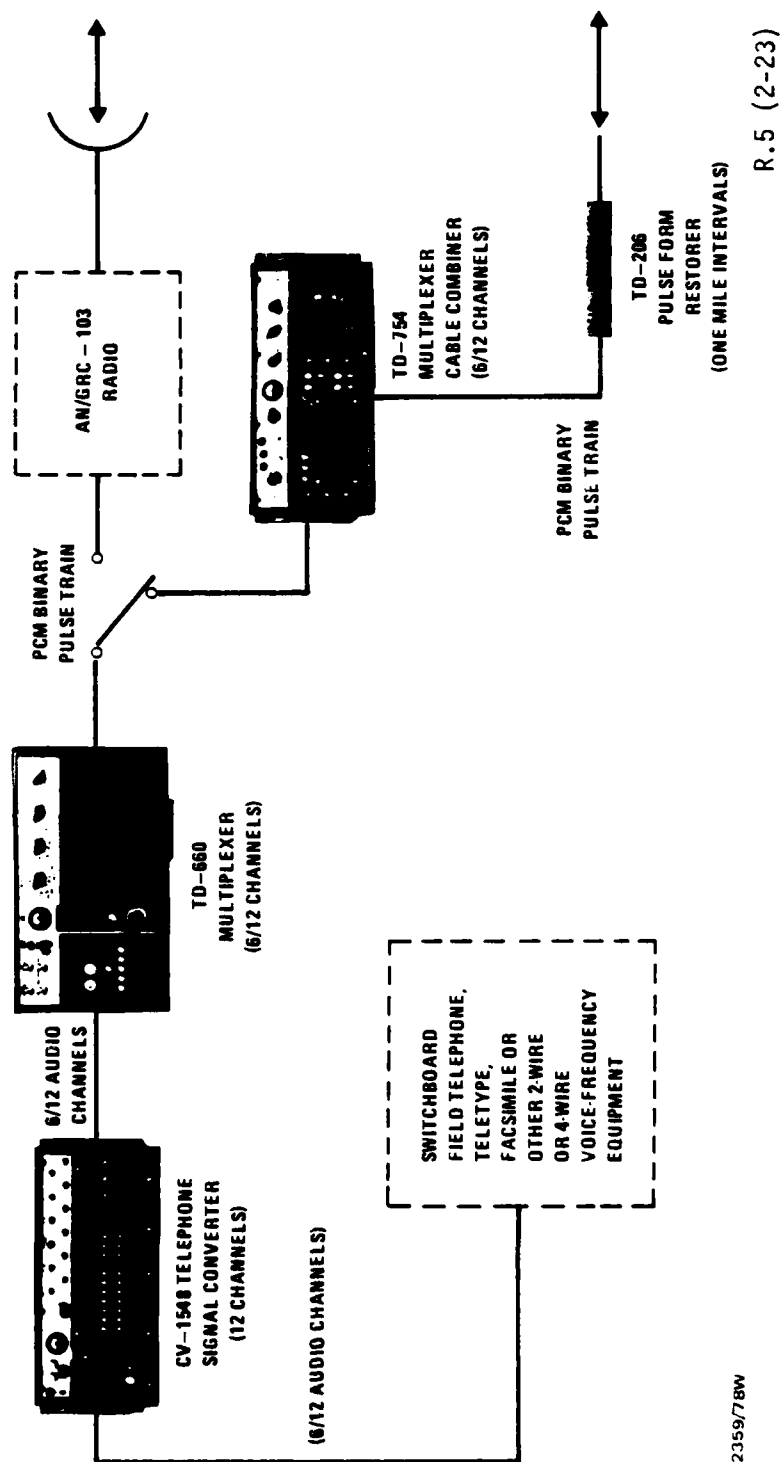 CV-1548 TELEPHONE
SIGNAL CONVERTER
(12 CHANNELS)
6/12 AUDIO
CHANNELS
TD-660
MULTIPLEXER
(6/12 CHANNELS)
PCM BINARY
PULSE TRAIN
AN/GRC - 103
RADIO
(6/12 AUDIO CHANNELS)
SWITCHBOARD
FIELD TELEPHONE,
TELETYPE,
FACSIMILE OR
OTHER 2-WIRE
OR 4-WIRE
VOICE-FREQUENCY
EQUIPMENT
TD-754
MULTIPLEXER
CABLE COMBINER
(6/12 CHANNELS)
PCM BINARY
PULSE TRAIN
TD-206
PULSE FORM
RESTORER
(ONE MILE INTERVALS)
2359/78W
R.5 (2-23)